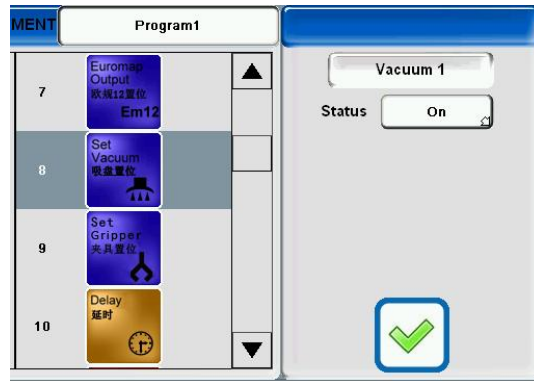 MENT
Program1
7
Euromap
Output
欧规12置位
Em12
8
Set
Vacuum
吸盘置位
9
Set
Gripper
夹具置位
10
Delay
延时
Vacuum 1
Status
On